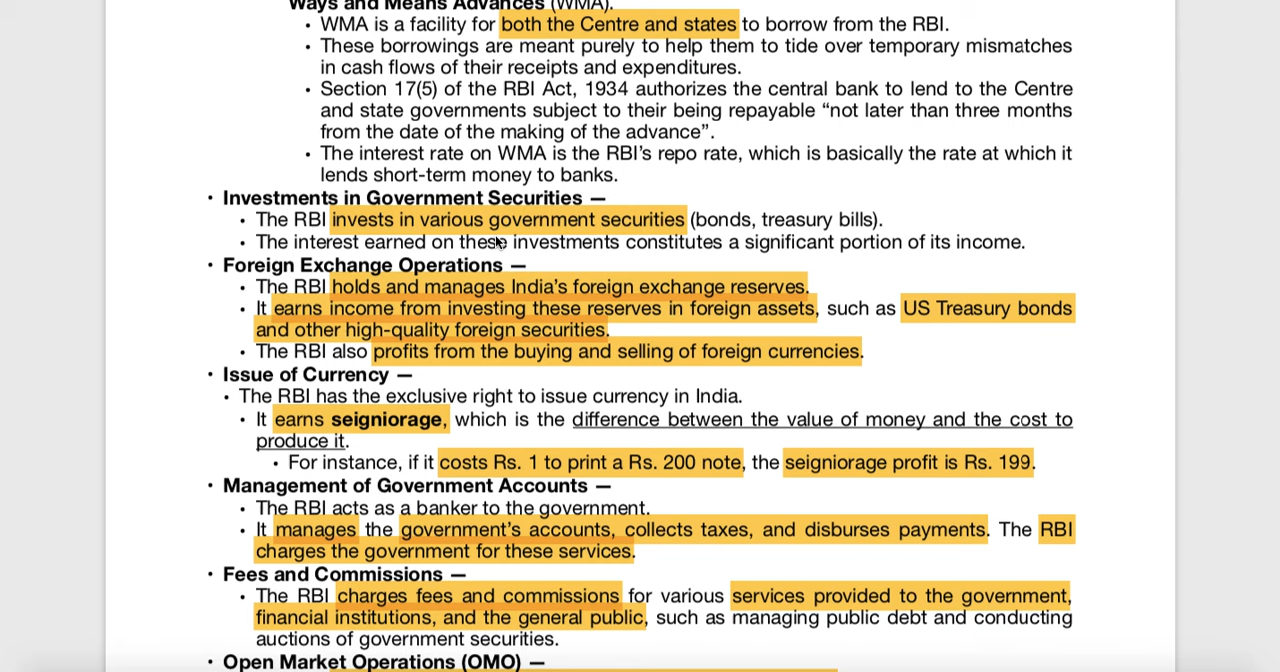 Ways and Means Advances (WMA).
• WMA is a facility for both the Centre and states to borrow from the RBI.
• These borrowings are meant purely to help them to tide over temporary mismatches
in cash flows of their receipts and expenditures.
• Section 17(5) of the RBI Act, 1934 authorizes the central bank to lend to the Centre
and state governments subject to their being repayable “not later than three months
from the date of the making of the advance”.
• The interest rate on WMA is the RBI’s repo rate, which is basically the rate at which it
lends short-term money to banks.
• Investments in Government Securities —
• The RBI invests in various government securities (bonds, treasury bills).
• The interest earned on these investments constitutes a significant portion of its income.
• Foreign Exchange Operations —
• The RBI holds and manages India’s foreign exchange reserves.
• It earns income from investing these reserves in foreign assets, such as US Treasury bonds
and other high-quality foreign securities.
• The RBI also profits from the buying and selling of foreign currencies.
• Issue of Currency —
• The RBI has the exclusive right to issue currency in India.
• It earns seigniorage, which is the difference between the value of money and the cost to
produce it.
• For instance, if it costs Rs. 1 to print a Rs. 200 note, the seigniorage profit is Rs. 199.
• Management of Government Accounts —
• The RBI acts as a banker to the government.
• It manages the government’s accounts, collects taxes, and disburses payments. The RBI
charges the government for these services.
• Fees and Commissions —
• The RBI charges fees and commissions for various services provided to the government,
financial institutions, and the general public, such as managing public debt and conducting
auctions of government securities.
• Open Market Operations (OMO) —